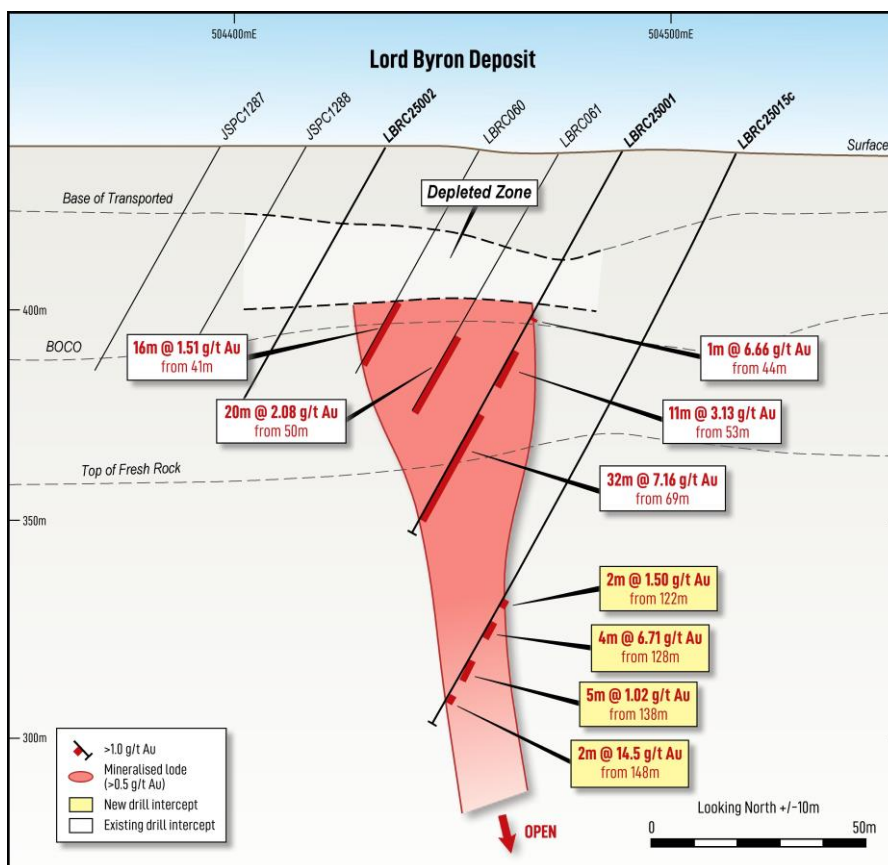 504400mE
504500mE
Lord Byron Deposit
JSPC1287
JSPC1288
LBRC25002
LBRC060
LBRC061
LBRC25001
LBRC25015c
Surface
Base of Transported
Depleted Zone
400m
BOCO
16m @ 1.51 g/t Au
from 41m
1m @ 6.66 g/t Au
from 44m
20m @ 2.08 g/t Au
from 50m
11m @ 3.13 g/t Au
from 53m
Top of Fresh Rock
32m @ 7.16 g/t Au
from 69m
350m
2m @ 1.50 g/t Au
from 122m
4m @ 6.71 g/t Au
from 128m
5m @ 1.02 g/t Au
from 138m
300m
2m @ 14.5 g/t Au
from 148m
>1.0 g/t Au
Mineralised lode
(>0.5 g/t Au)
New drill intercept
Existing drill intercept
OPEN
Looking North +/-10m
0
50m